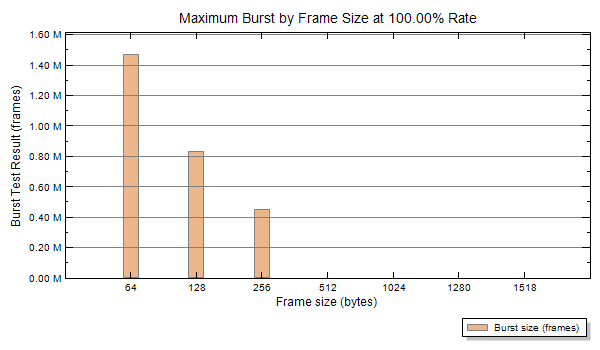 Maximum Burst by Frame Size at 100.00% Rate
Burst Test Result (frames)
1.60 M
1.40 M
1.20 M
1.00 M
0.80 M
0.60 M
0.40 M
0.20 M
0.00 M
64 128 256 512 1024 1280 1518
Frame size (bytes)
Burst size (frames)